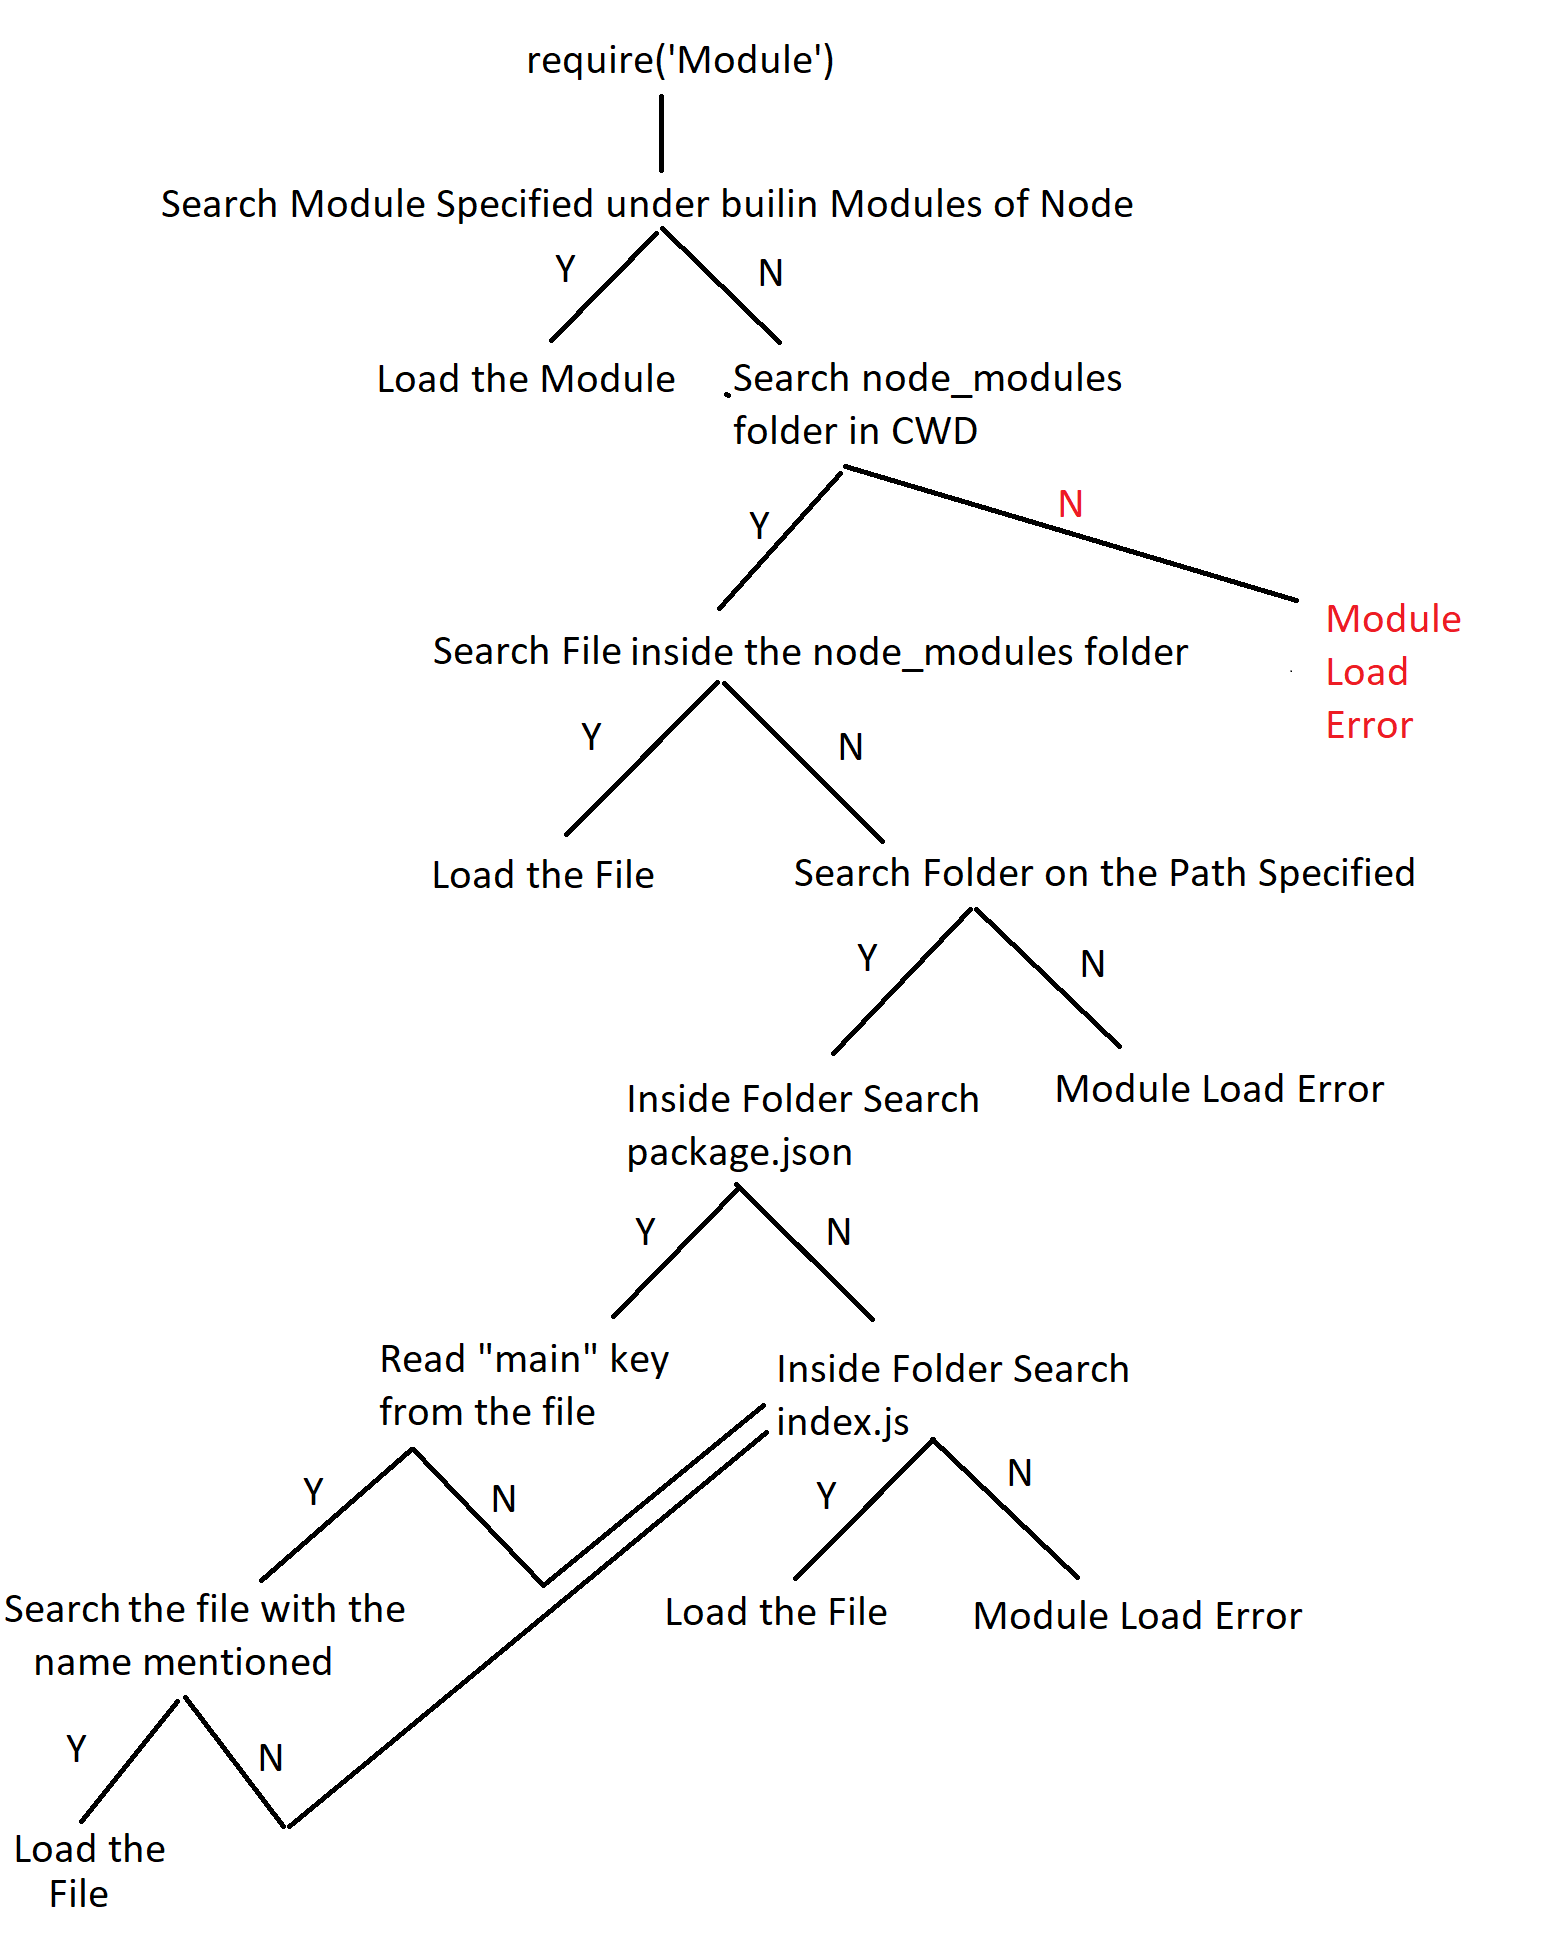 require('Module')
Search Module Specified under builin Modules of Node
Y
N
Load the Module
Search node_modules
folder in CWD
N
Y
Module
Load
Error
Search File inside the node_modules folder
Y
N
Load the File
Search Folder on the Path Specified
Y
N
Inside Folder Search
package.json
Module Load Error
Y
N
Read "main" key
from the file
Inside Folder Search
index.js
Y
N
Y
N
Search the file with the
name mentioned
Load the File
Module Load Error
Y
N
Load the
File